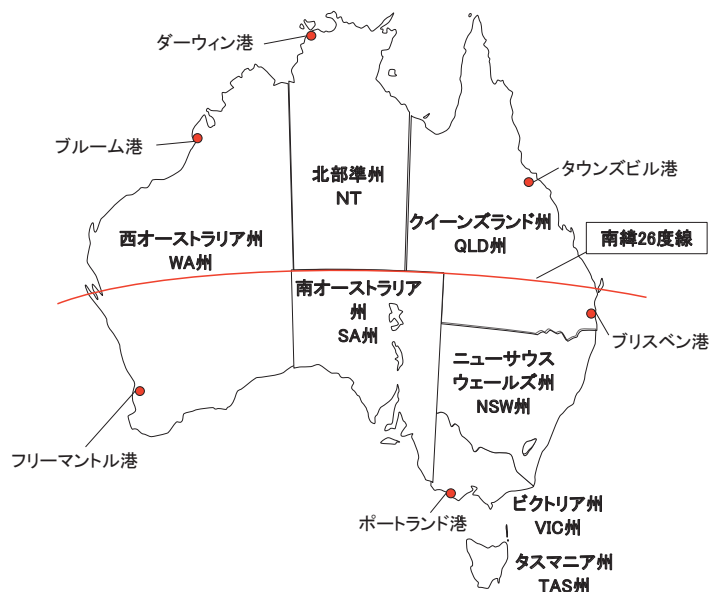 ダーウィン港
ブルーム港
北部準州
NT
タウンズビル港
クイーンズランド州
QLD州
南緯26度線
西オーストラリア州
WA州
南オーストラリア
州
SA州
ブリスベン港
ニューサウス
ウェールズ州
NSW州
フリーマントル港
ポートランド港
ビクトリア州
VIC州
タスマニア州
TAS州